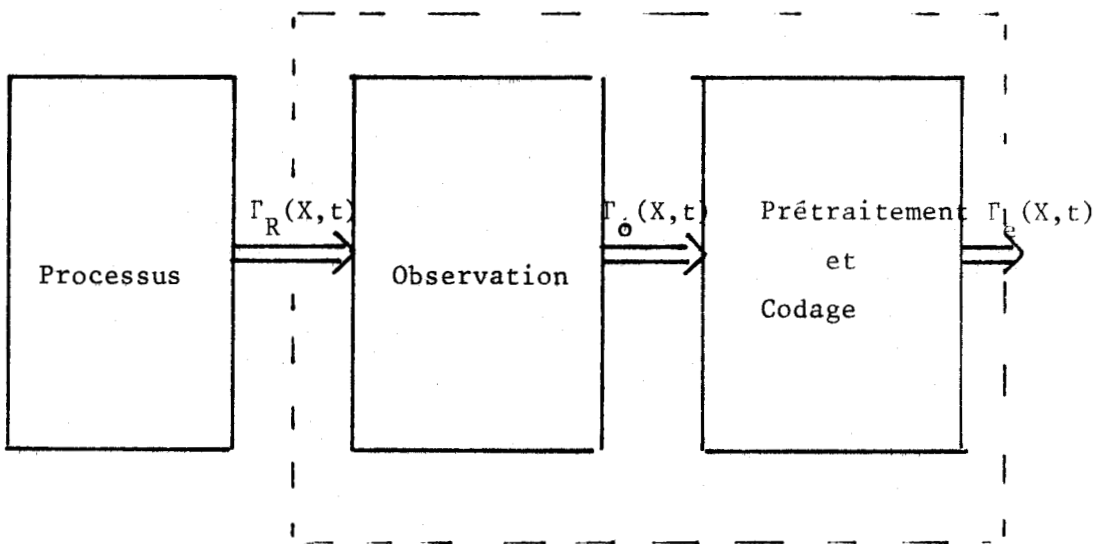 Γ_R(X,t)
Γ_o(X,t)
Prétraitement
Γ_e(X,t)
Processus
Observation
et
Codage